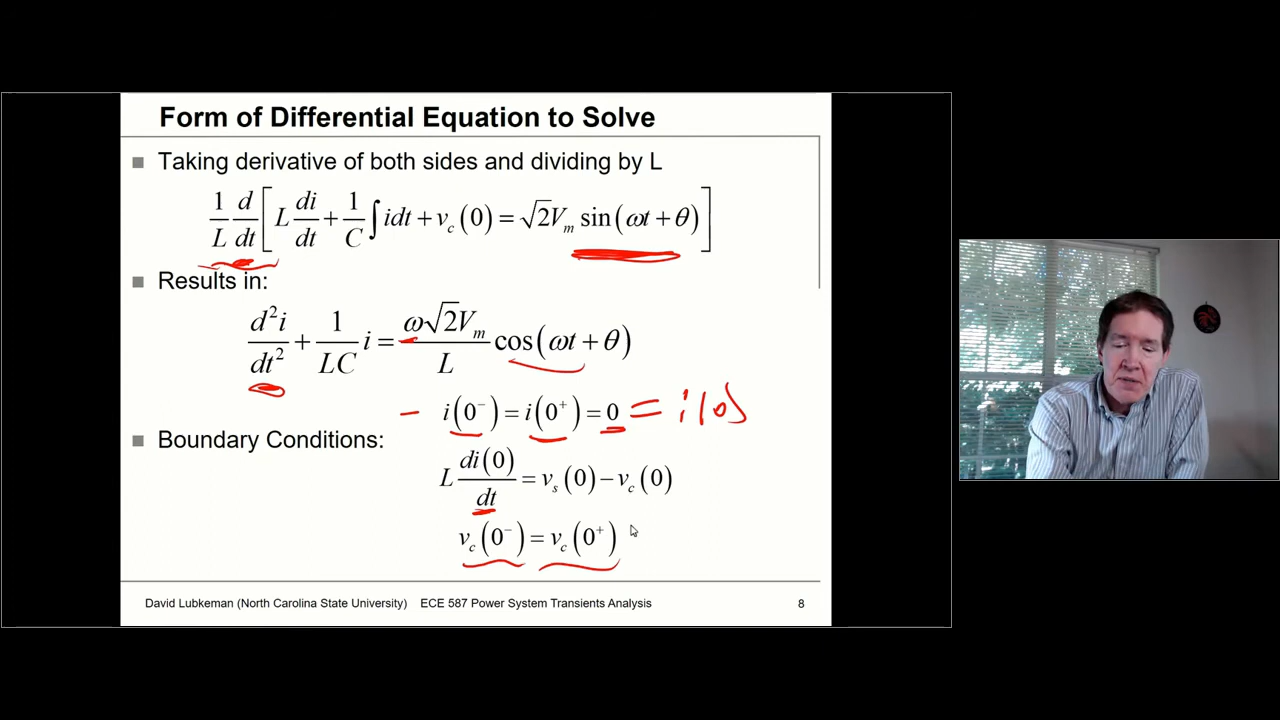 Form of Differential Equation to Solve
■ Taking derivative of both sides and dividing by L
1/L d/dt [L di/dt + 1/C ∫ idt + v_c(0) = √2V_m sin(ωt + θ)]
■ Results in:
d²i/dt² + 1/LC i = ω√2V_m/L cos(ωt + θ)
– i(0⁻) = i(0⁺) = 0 = i(0)
■ Boundary Conditions:
L di(0)/dt = v_s(0) − v_c(0)
v_c(0⁻) = v_c(0⁺)
David Lubkeman (North Carolina State University) ECE 587 Power System Transients Analysis 8